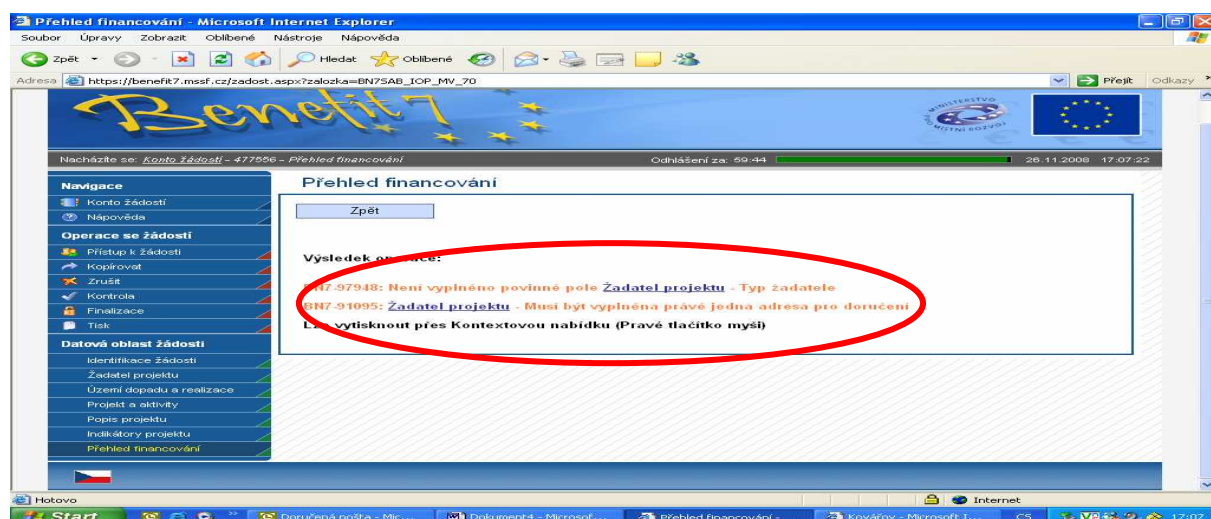 Přehled financování - Microsoft Internet Explorer
Soubor Úpravy Zobrazit Oblíbené Nástroje Nápověda
Zpět Hledat Oblíbené
Adresa https://benefit7.mssf.cz/zadost.aspx?zalozka=BN7SAB_IOP_MV_70 Přejít Odkazy
Benefit7
MINISTERSTVO
PRO MÍSTNÍ ROZVOJ
Nacházíte se: Konto žádostí – 477556 – Přehled financování Odhlášení za: 59:44 26.11.2008 17:07:22
Navigace
Konto žádostí
Nápověda
Operace se žádostí
Přístup k žádosti
Kopírovat
Zrušit
Kontrola
Finalizace
Tisk
Datová oblast žádosti
Identifikace žádosti
Žadatel projektu
Území dopadu a realizace
Projekt a aktivity
Popis projektu
Indikátory projektu
Přehled financování
Přehled financování
Zpět
Výsledek operace:
BN7-97948: Není vyplněno povinné pole Žadatel projektu - Typ žadatele
BN7-91095: Žadatel projektu - Musí být vyplněna právě jedna adresa pro doručení
Lze vytisknout přes Kontextovou nabídku (Pravé tlačítko myši)
Hotovo Internet
Start Doručená pošta - Mic... Dokument4 - Microsof... Přehled financování - ... Kovářov - Microsoft I... CS 17:07